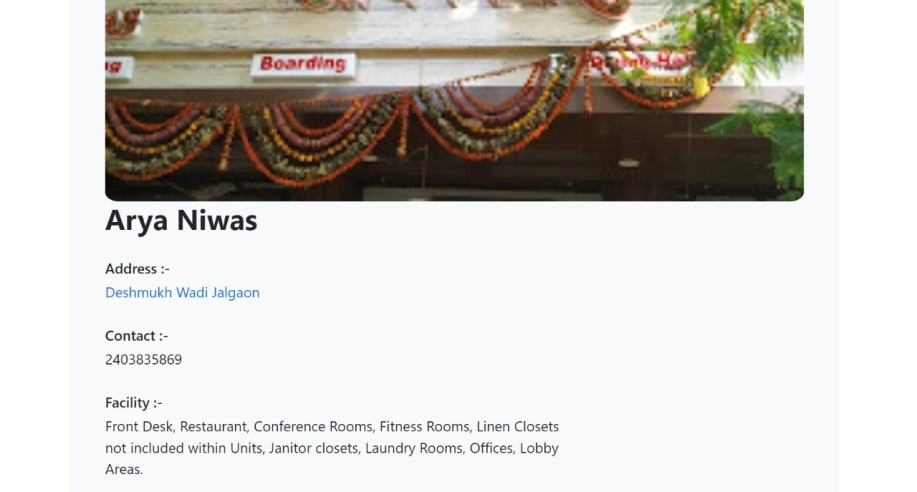 Boarding
Arya Niwas
Address :-
Deshmukh Wadi Jalgaon
Contact :-
2403835869
Facility :-
Front Desk, Restaurant, Conference Rooms, Fitness Rooms, Linen Closets
not included within Units, Janitor closets, Laundry Rooms, Offices, Lobby
Areas.